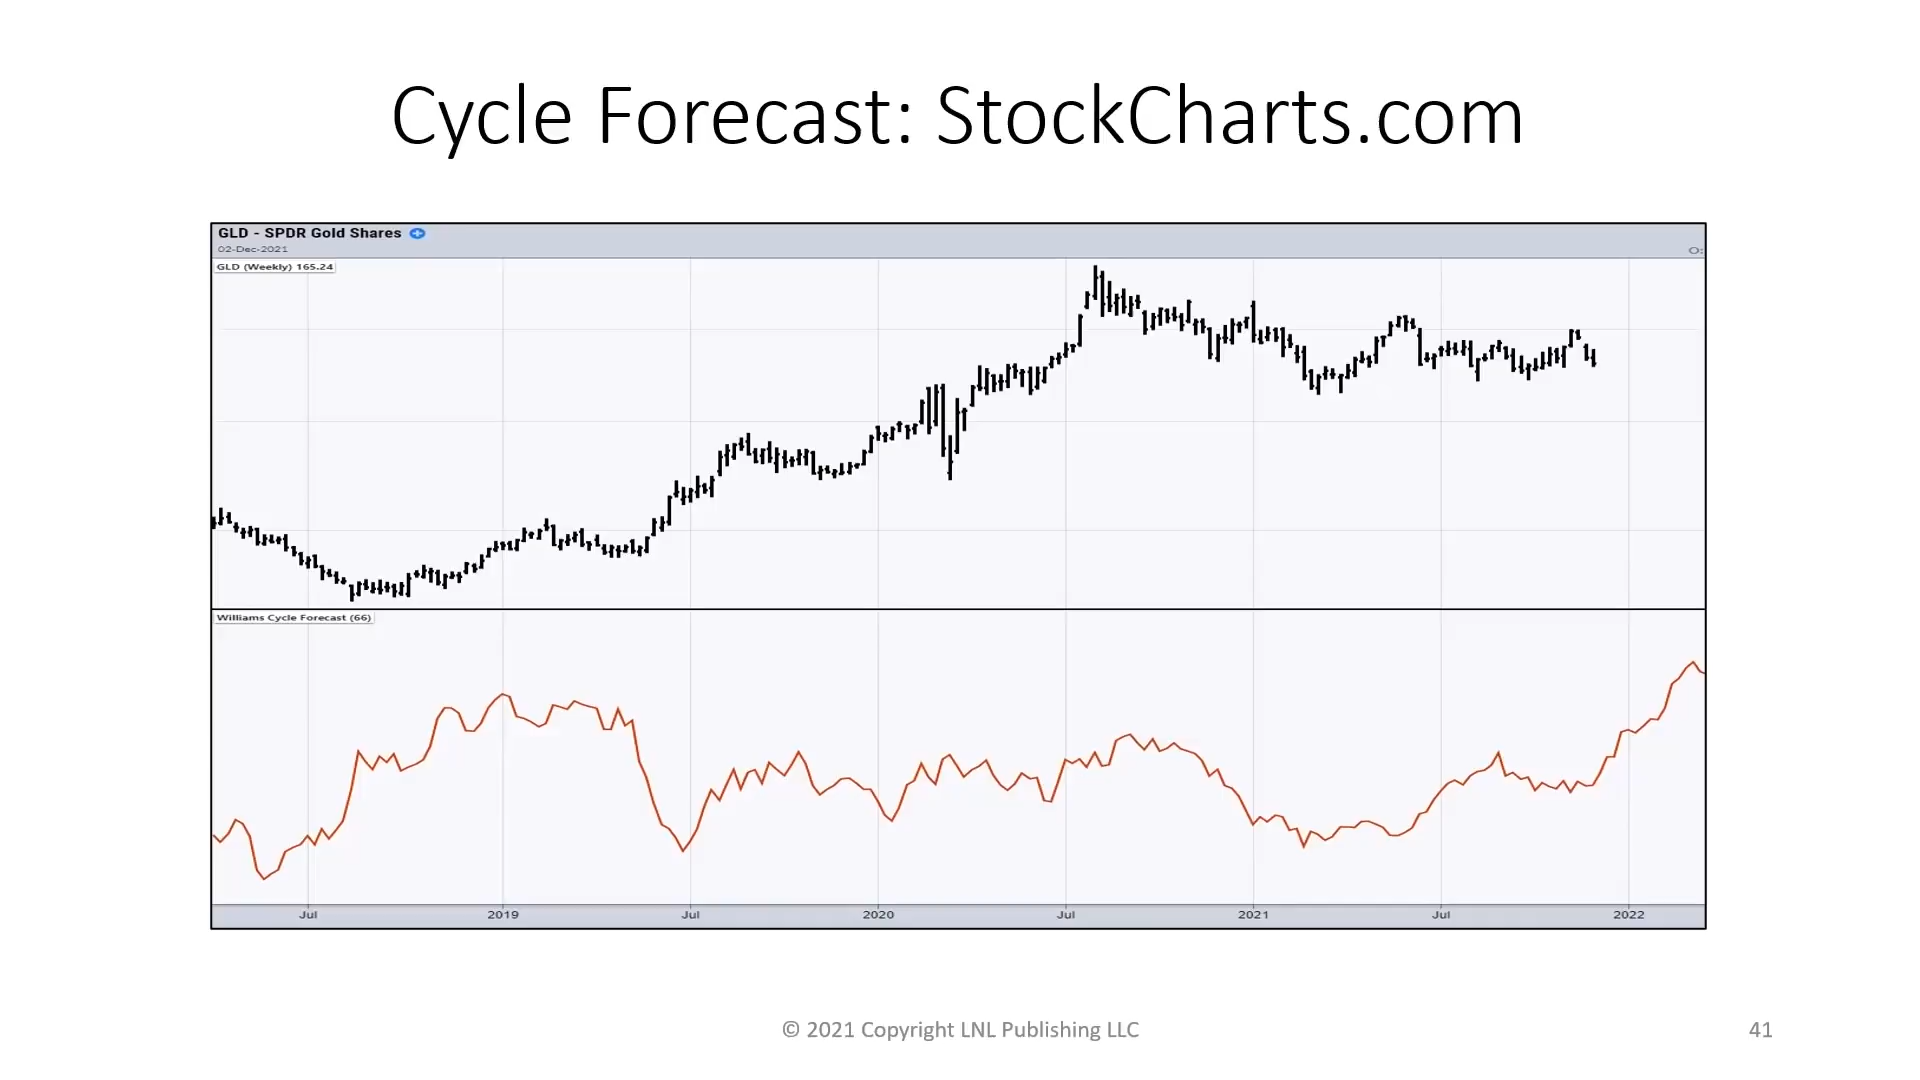 Cycle Forecast: StockCharts.com
GLD - SPDR Gold Shares
02-Dec-2021
O:
GLD (Weekly) 165.24
Williams Cycle Forecast (66)
Jul 2019 Jul 2020 Jul 2021 Jul 2022
© 2021 Copyright LNL Publishing LLC
41